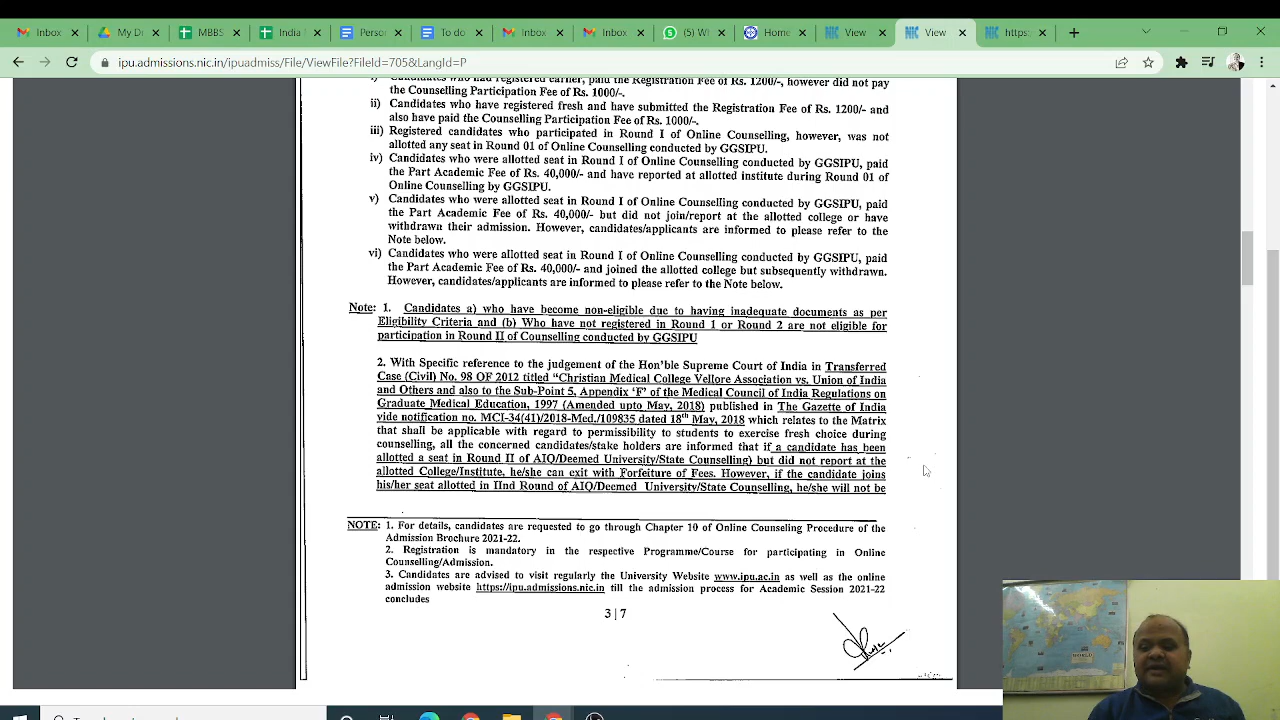 Inbox
My Di
MBBS
India
Persor
To do
Inbox
Inbox
(5) Wh
Home
View
View
https:
ipu.admissions.nic.in/ipuadmiss/File/ViewFile?FileId=705&LangId=P
i) Candidates who had registered earlier, paid the Registration Fee of Rs. 1200/-, however did not pay
the Counselling Participation Fee of Rs. 1000/-.
ii) Candidates who have registered fresh and have submitted the Registration Fee of Rs. 1200/- and
also have paid the Counselling Participation Fee of Rs. 1000/-.
iii) Registered candidates who participated in Round I of Online Counselling, however, was not
allotted any seat in Round 01 of Online Counselling conducted by GGSIPU.
iv) Candidates who were allotted seat in Round I of Online Counselling conducted by GGSIPU, paid
the Part Academic Fee of Rs. 40,000/- and have reported at allotted institute during Round 01 of
Online Counselling by GGSIPU.
v) Candidates who were allotted seat in Round I of Online Counselling conducted by GGSIPU, paid
the Part Academic Fee of Rs. 40,000/- but did not join/report at the allotted college or have
withdrawn their admission. However, candidates/applicants are informed to please refer to the
Note below.
vi) Candidates who were allotted seat in Round I of Online Counselling conducted by GGSIPU, paid
the Part Academic Fee of Rs. 40,000/- and joined the allotted college but subsequently withdrawn.
However, candidates/applicants are informed to please refer to the Note below.
Note: 1. Candidates a) who have become non-eligible due to having inadequate documents as per
Eligibility Criteria and (b) Who have not registered in Round 1 or Round 2 are not eligible for
participation in Round II of Counselling conducted by GGSIPU
2. With Specific reference to the judgement of the Hon'ble Supreme Court of India in Transferred
Case (Civil) No. 98 OF 2012 titled "Christian Medical College Vellore Association vs. Union of India
and Others and also to the Sub-Point 5, Appendix 'F' of the Medical Council of India Regulations on
Graduate Medical Education, 1997 (Amended upto May, 2018) published in The Gazette of India
vide notification no. MCI-34(41)/2018-Med./109835 dated 18th May, 2018 which relates to the Matrix
that shall be applicable with regard to permissibility to students to exercise fresh choice during
counselling, all the concerned candidates/stake holders are informed that if a candidate has been
allotted a seat in Round II of AIQ/Deemed University/State Counselling) but did not report at the
allotted College/Institute, he/she can exit with Forfeiture of Fees. However, if the candidate joins
his/her seat allotted in IInd Round of AIQ/Deemed University/State Counselling, he/she will not be
NOTE: 1. For details, candidates are requested to go through Chapter 10 of Online Counseling Procedure of the
Admission Brochure 2021-22.
2. Registration is mandatory in the respective Programme/Course for participating in Online
Counselling/Admission.
3. Candidates are advised to visit regularly the University Website www.ipu.ac.in as well as the online
admission website https://ipu.admissions.nic.in till the admission process for Academic Session 2021-22
concludes
3 | 7
WORLD